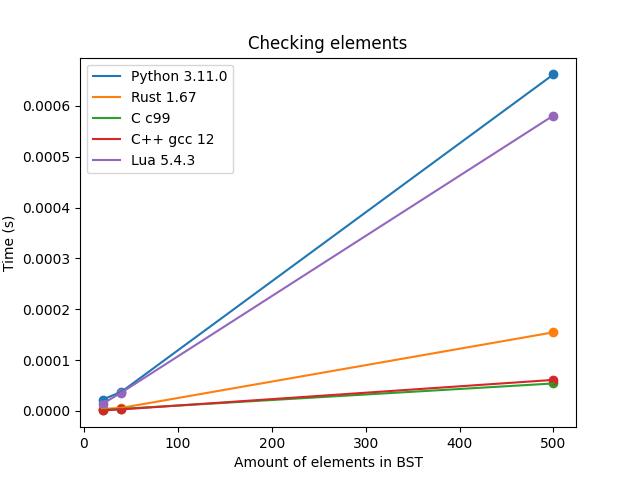 Checking elements
Python 3.11.0
Rust 1.67
C c99
C++ gcc 12
Lua 5.4.3
0.0006
0.0005
0.0004
0.0003
0.0002
0.0001
0.0000
Time (s)
0
100
200
300
400
500
Amount of elements in BST